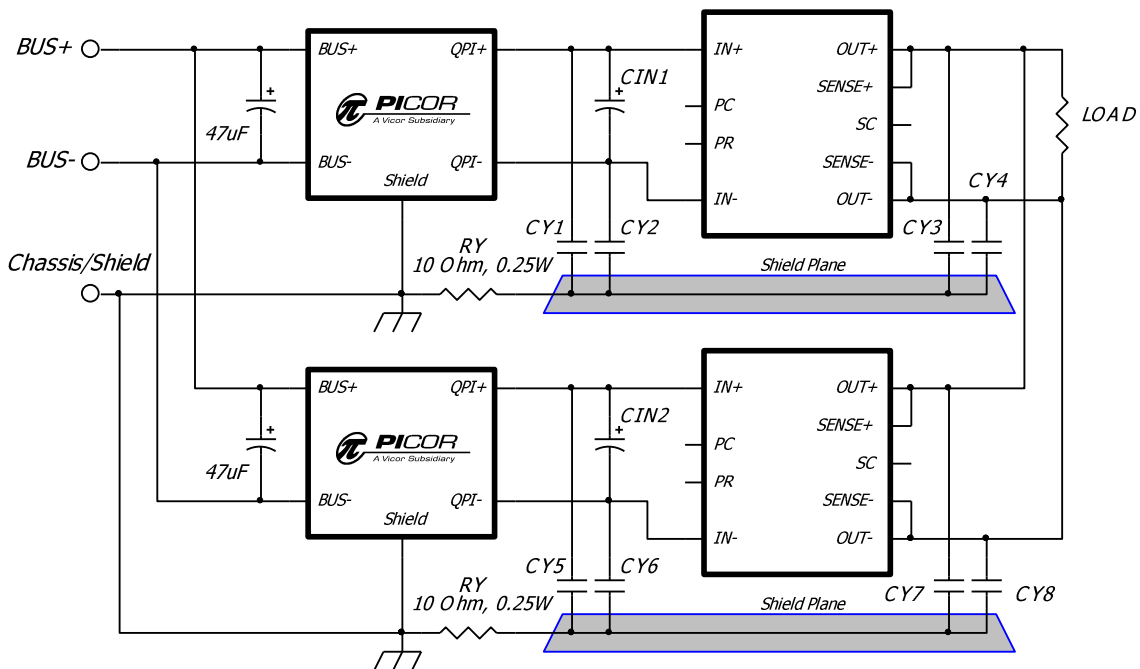 BUS+
BUS-
Chassis/Shield
47uF
BUS+
QPI+
PICOR
A Vicor Subsidiary
BUS-
QPI-
Shield
CIN1
CY1
CY2
RY
10 Ohm, 0.25W
IN+
OUT+
SENSE+
PC
SC
PR
SENSE-
IN-
OUT-
CY3
CY4
LOAD
Shield Plane
47uF
BUS+
QPI+
PICOR
A Vicor Subsidiary
BUS-
QPI-
Shield
CIN2
CY5
CY6
RY
10 Ohm, 0.25W
IN+
OUT+
SENSE+
PC
SC
PR
SENSE-
IN-
OUT-
CY7
CY8
Shield Plane